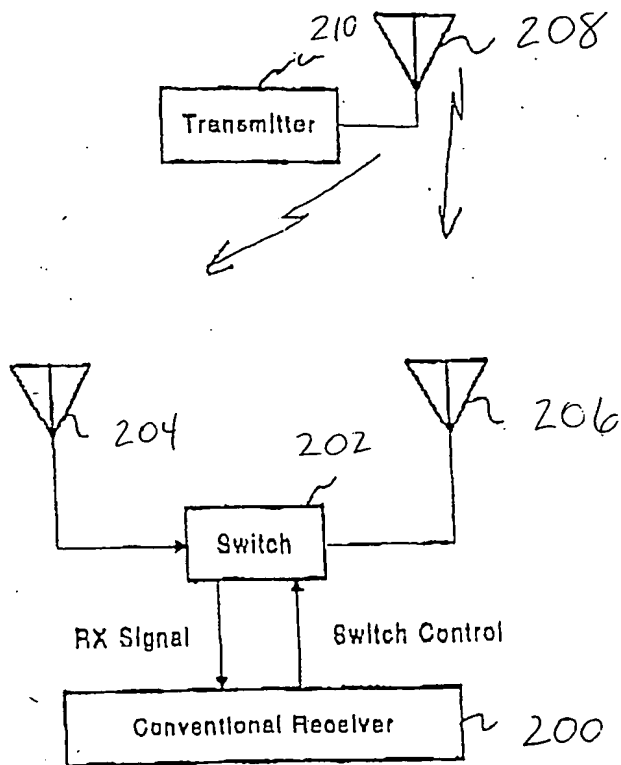 210
208
Transmitter
204
206
202
Switch
RX Signal
Switch Control
Conventional Receiver
200